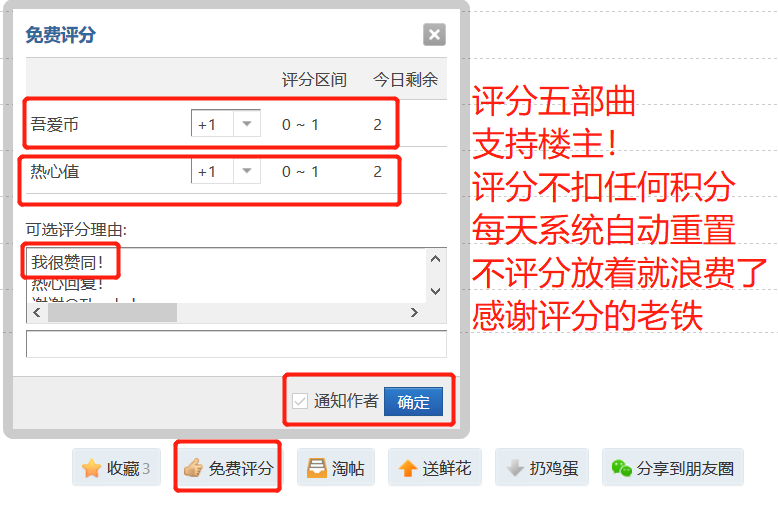 免费评分
评分区间 今日剩余
吾爱币 +1 0 ~ 1 2
热心值 +1 0 ~ 1 2
可选评分理由:
我很赞同!
热心回复!
通知作者 确定
收藏 3 免费评分 淘帖 送鲜花 扔鸡蛋 分享到朋友圈
评分五部曲
支持楼主!
评分不扣任何积分
每天系统自动重置
不评分放着就浪费了
感谢评分的老铁